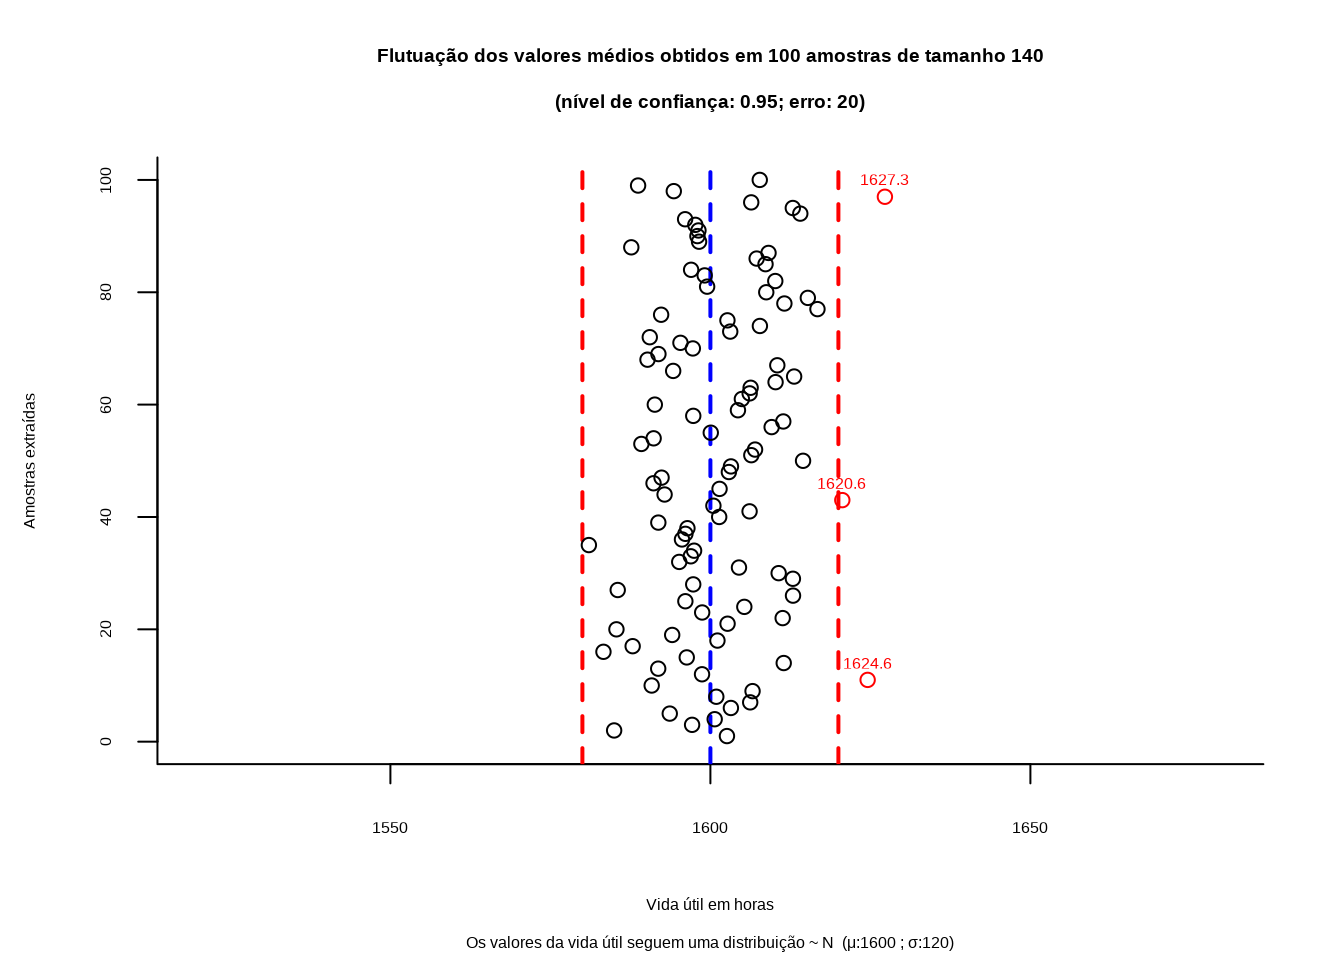 Flutuação dos valores médios obtidos em 100 amostras de tamanho 140
(nível de confiança: 0.95; erro: 20)
Amostras extraídas
100
80
60
40
20
0
1627.3
1620.6
1624.6
1550
1600
1650
Vida útil em horas
Os valores da vida útil seguem uma distribuição ~ N  (μ:1600 ; σ:120)